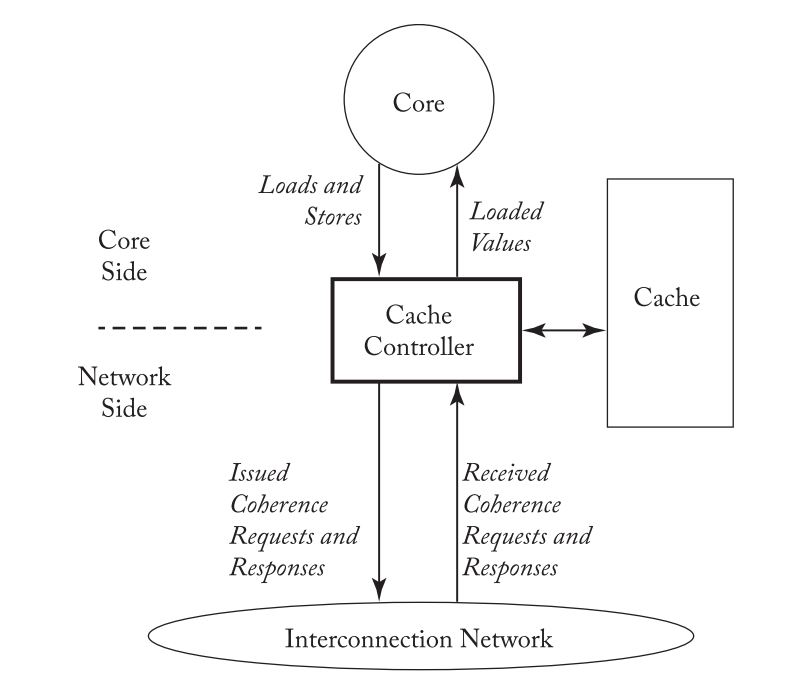 Core
Loads and
Stores
Loaded
Values
Core
Side
Cache
Cache
Controller
Network
Side
Issued
Coherence
Requests and
Responses
Received
Coherence
Requests and
Responses
Interconnection Network